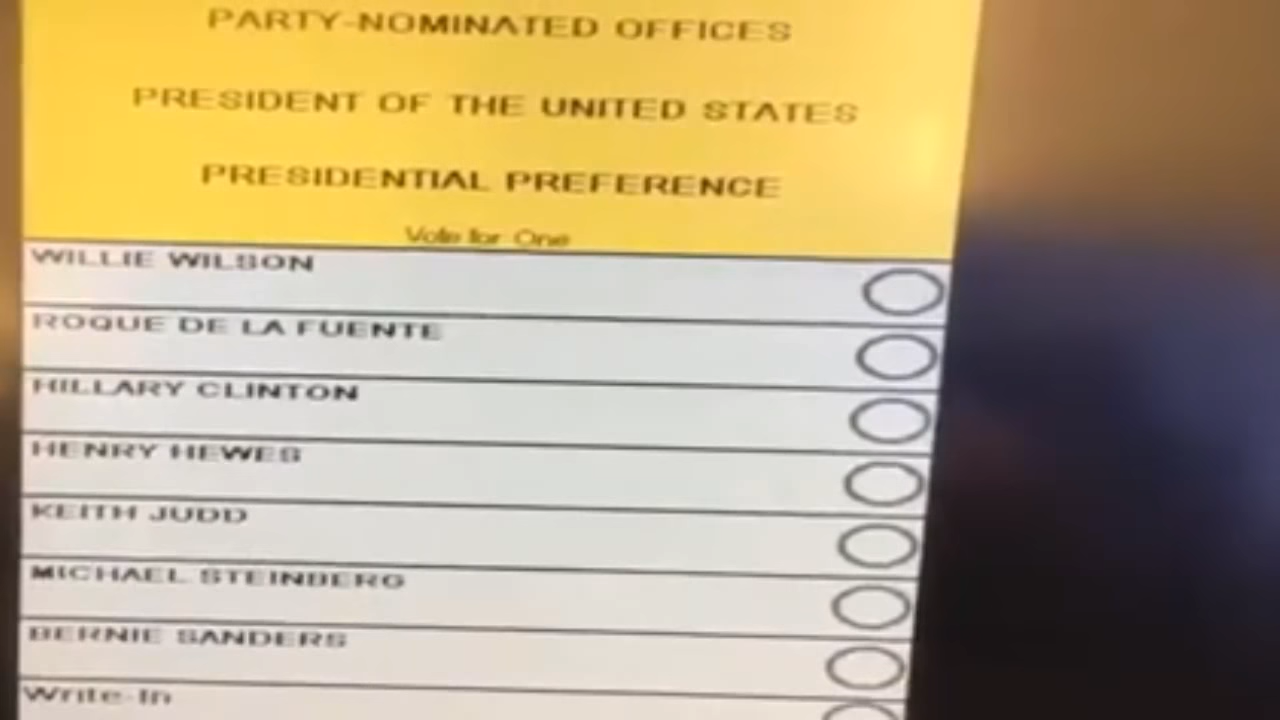 PARTY-NOMINATED OFFICES
PRESIDENT OF THE UNITED STATES
PRESIDENTIAL PREFERENCE
Vote for One
WILLIE WILSON
ROQUE DE LA FUENTE
HILLARY CLINTON
HENRY HEWES
KEITH JUDD
MICHAEL STEINBERG
BERNIE SANDERS
Write-In